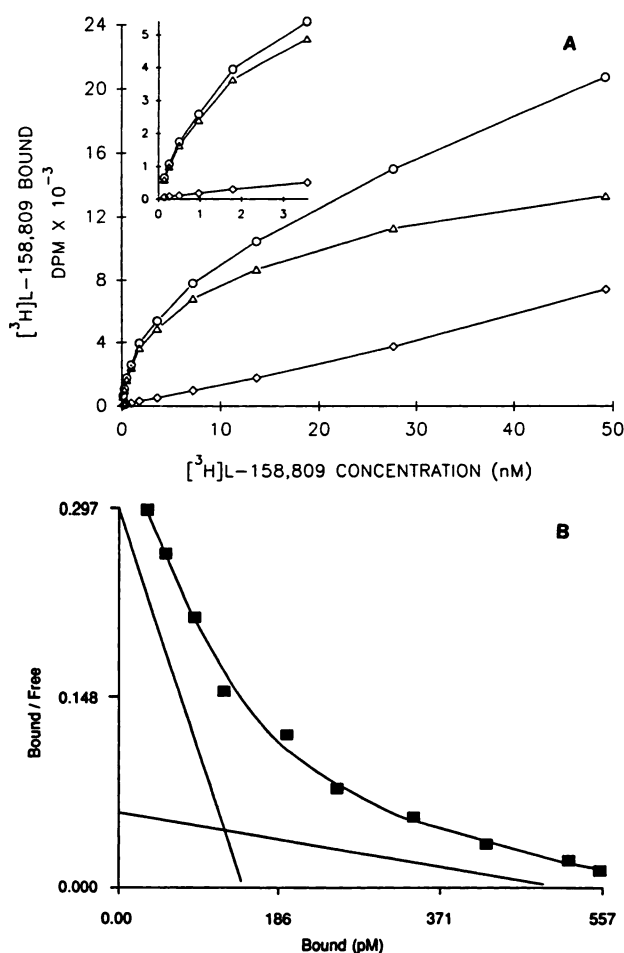 A
24
20
16
12
8
4
0
[³H]L-158,809 BOUND
DPM X 10⁻³
5
4
3
2
1
0
0 1 2 3
0 10 20 30 40 50
[³H]L-158,809 CONCENTRATION (nM)
B
0.297
0.148
0.000
Bound / Free
0.00 186 371 557
Bound (pM)